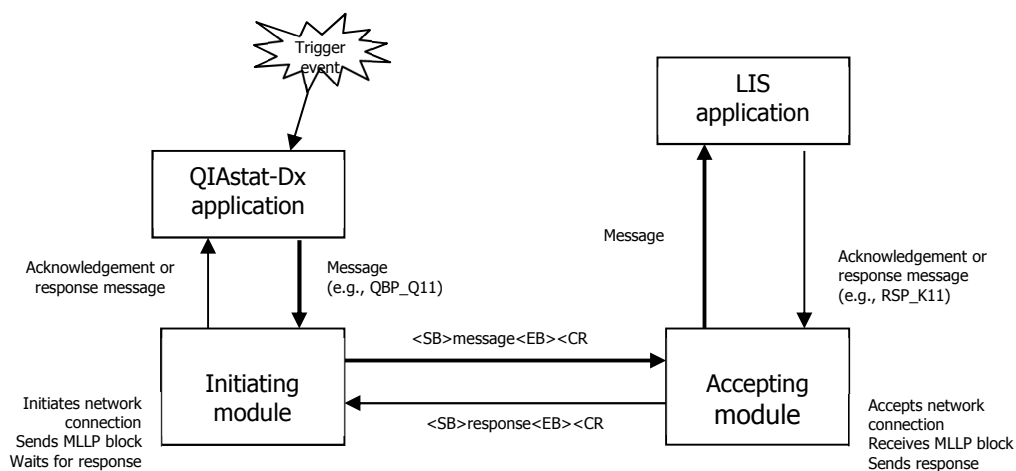 Trigger
event
LIS
application
QIAstat-Dx
application
Message
Acknowledgement or
response message
Message
(e.g., QBP_Q11)
Acknowledgement or
response message
(e.g., RSP_K11)
<SB>message<EB><CR
Initiating
module
Accepting
module
<SB>response<EB><CR
Initiates network
connection
Sends MLLP block
Waits for response
Accepts network
connection
Receives MLLP block
Sends response